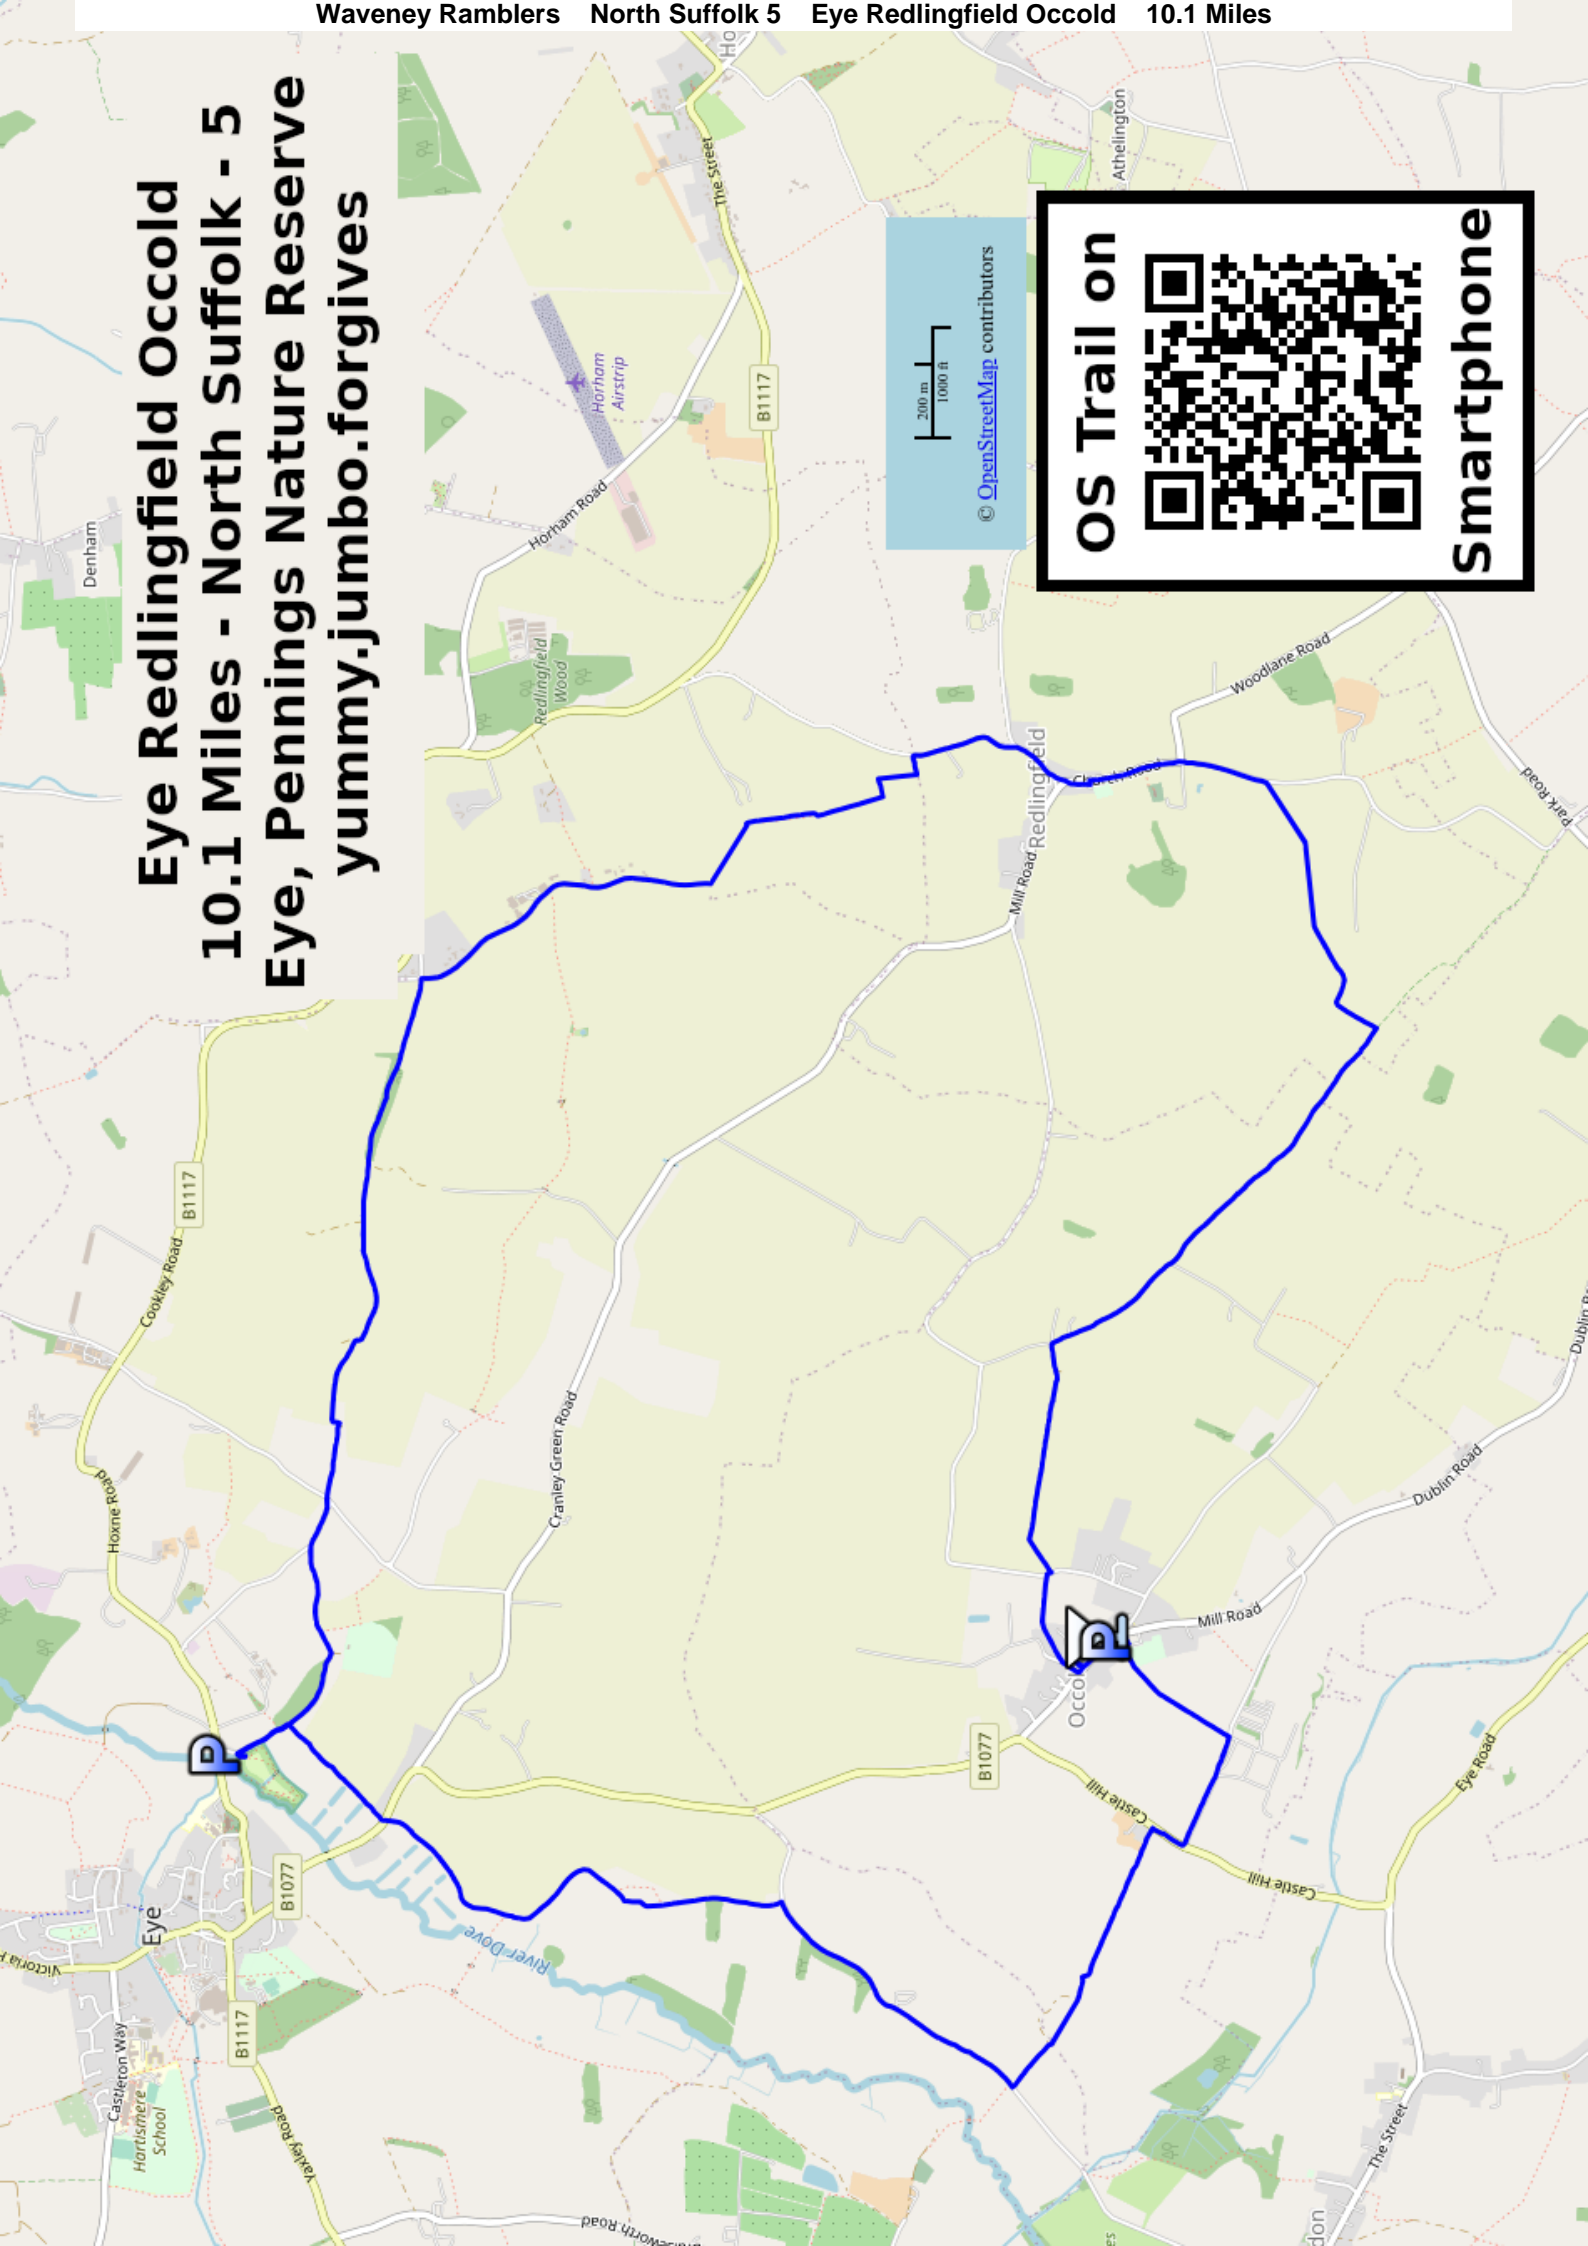 Waveney Ramblers North Suffolk 5 Eye Redlingfield Occold 10.1 Miles
Eye Redlingfield Occold
10.1 Miles - North Suffolk - 5
Eye, Pennings Nature Reserve
yummy.jumbo.forgives
OS Trail on
Smartphone
200 m
1000 ft
© OpenStreetMap contributors
Denham
Horham Road
Horham
Airstrip
The Street
Athelington
B1117
Redlingfield
Wood
Redlingfield
Church Road
Woodlane Road
Park Road
Mill Road
B1117
Cookley Road
Hoxne Road
Cranley Green Road
Dublin Road
Mill Road
P
P
B1077
Castle Hill
Castle Hill
Eye Road
Eye
B1077
B1117
River Dove
Castleton Way
Hartismere
School
Yaxley Road
The Street